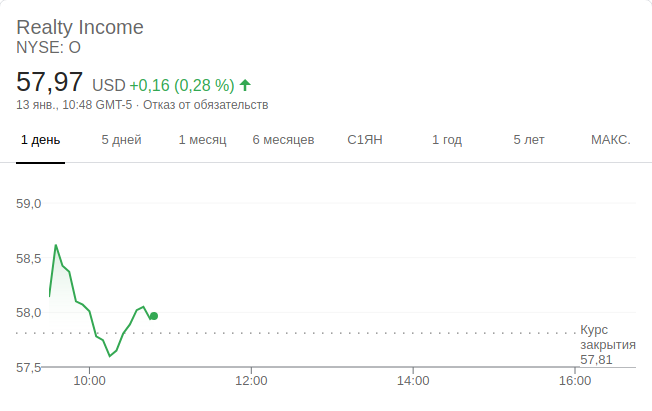 Realty Income
NYSE: O
57,97 USD +0,16 (0,28 %)
13 янв., 10:48 GMT-5 · Отказ от обязательств
1 день 5 дней 1 месяц 6 месяцев С1ЯН 1 год 5 лет МАКС.
59,0
58,5
58,0
57,5
Курс
закрытия
57,81
10:00 12:00 14:00 16:00